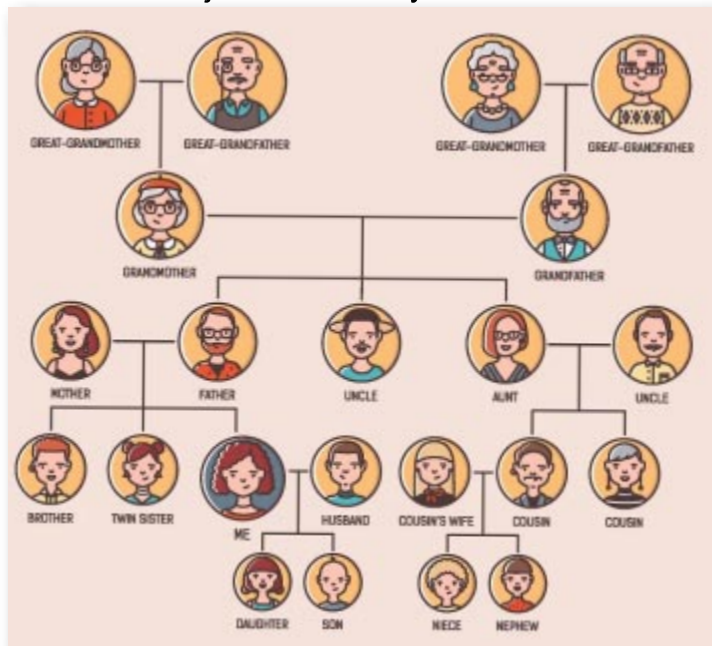 GREAT-GRANDMOTHER GREAT-GRANDFATHER GREAT-GRANDMOTHER GREAT-GRANDFATHER
GRANDMOTHER GRANDFATHER
MOTHER FATHER UNCLE AUNT UNCLE
BROTHER TWIN SISTER ME HUSBAND COUSIN'S WIFE COUSIN COUSIN
DAUGHTER SON NIECE NEPHEW